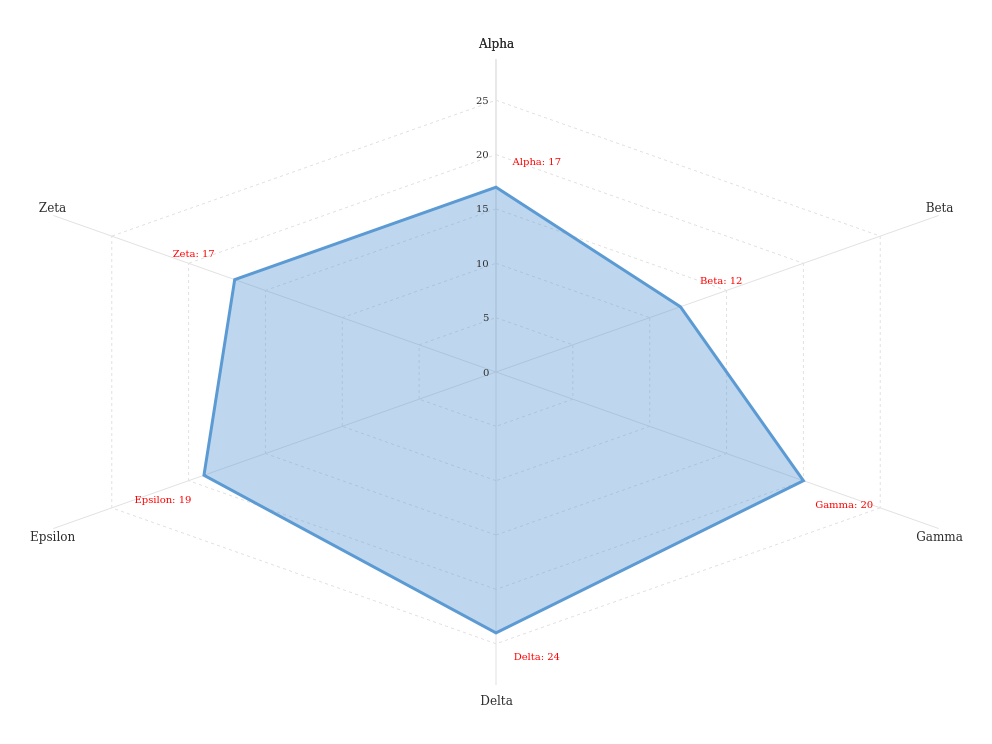 Alpha
25
20
Alpha: 17
Zeta
Beta
15
Zeta: 17
10
Beta: 12
5
0
Epsilon: 19
Gamma: 20
Epsilon
Gamma
Delta: 24
Delta